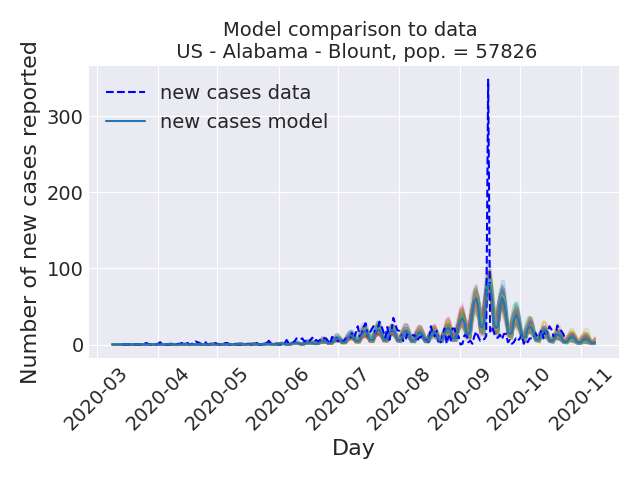 Model comparison to data
US - Alabama - Blount, pop. = 57826
Number of new cases reported
300
200
100
0
new cases data
new cases model
2020-03
2020-04
2020-05
2020-06
2020-07
2020-08
2020-09
2020-10
2020-11
Day